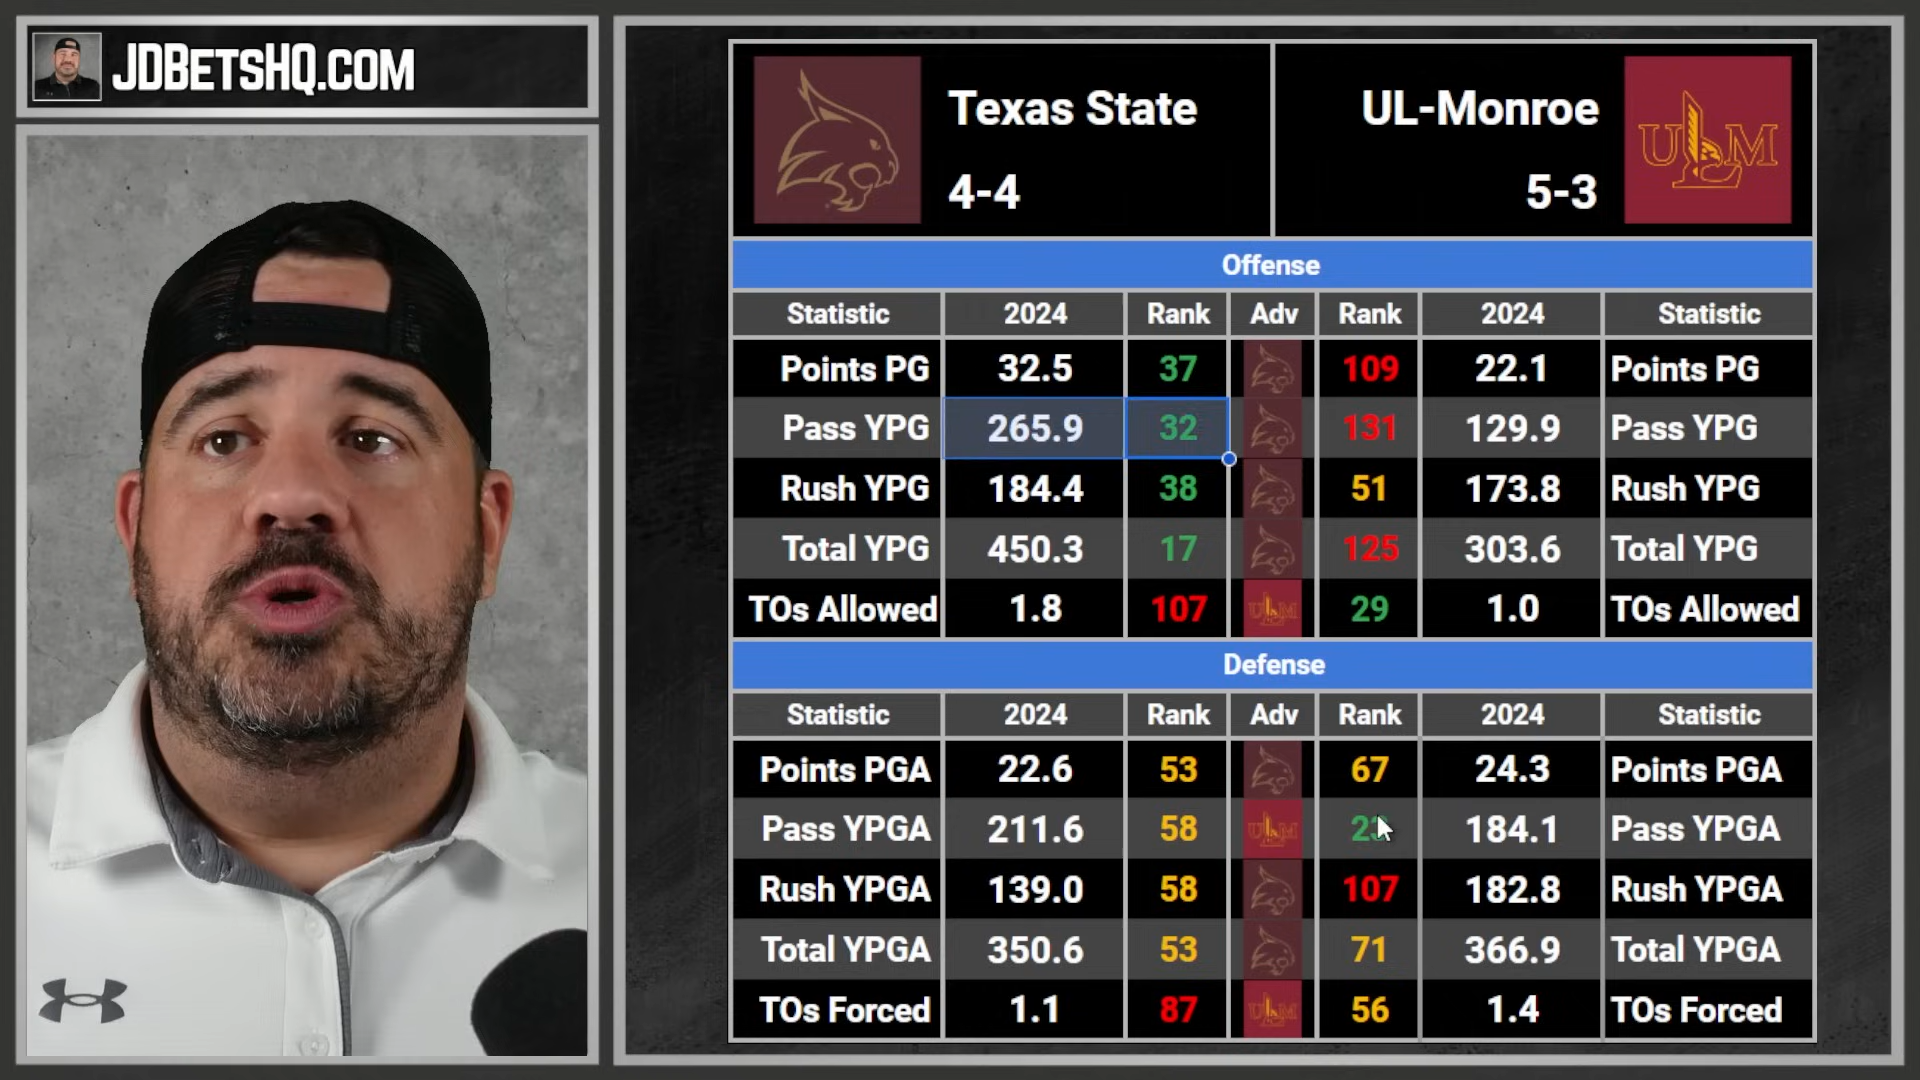 JDBETSHQ.COM
Texas State
4-4
UL-Monroe
5-3
ULM
Offense
Statistic 2024 Rank Adv Rank 2024 Statistic
Points PG 32.5 37 109 22.1 Points PG
Pass YPG 265.9 32 131 129.9 Pass YPG
Rush YPG 184.4 38 51 173.8 Rush YPG
Total YPG 450.3 17 125 303.6 Total YPG
TOs Allowed 1.8 107 ULM 29 1.0 TOs Allowed
Defense
Statistic 2024 Rank Adv Rank 2024 Statistic
Points PGA 22.6 53 67 24.3 Points PGA
Pass YPGA 211.6 58 ULM 184.1 Pass YPGA
Rush YPGA 139.0 58 107 182.8 Rush YPGA
Total YPGA 350.6 53 71 366.9 Total YPGA
TOs Forced 1.1 87 ULM 56 1.4 TOs Forced